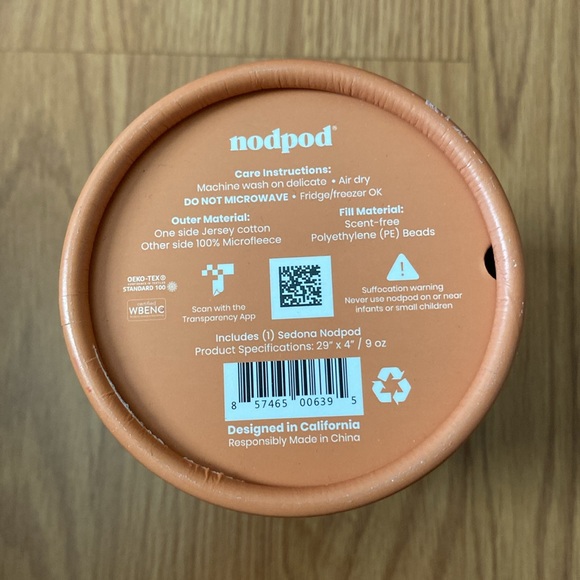 nodpod®
Care Instructions:
Machine wash on delicate • Air dry
DO NOT MICROWAVE • Fridge/freezer OK
Outer Material:
One side Jersey cotton
Other side 100% Microfleece
Fill Material:
Scent-free
Polyethylene (PE) Beads
OEKO-TEX®
STANDARD 100
certified
WBENC
Scan with the
Transparency App
Suffocation warning
Never use nodpod on or near
infants or small children
Includes (1) Sedona Nodpod
Product Specifications: 29” x 4” / 9 oz
8 57465 00639 5
Designed in California
Responsibly Made in China